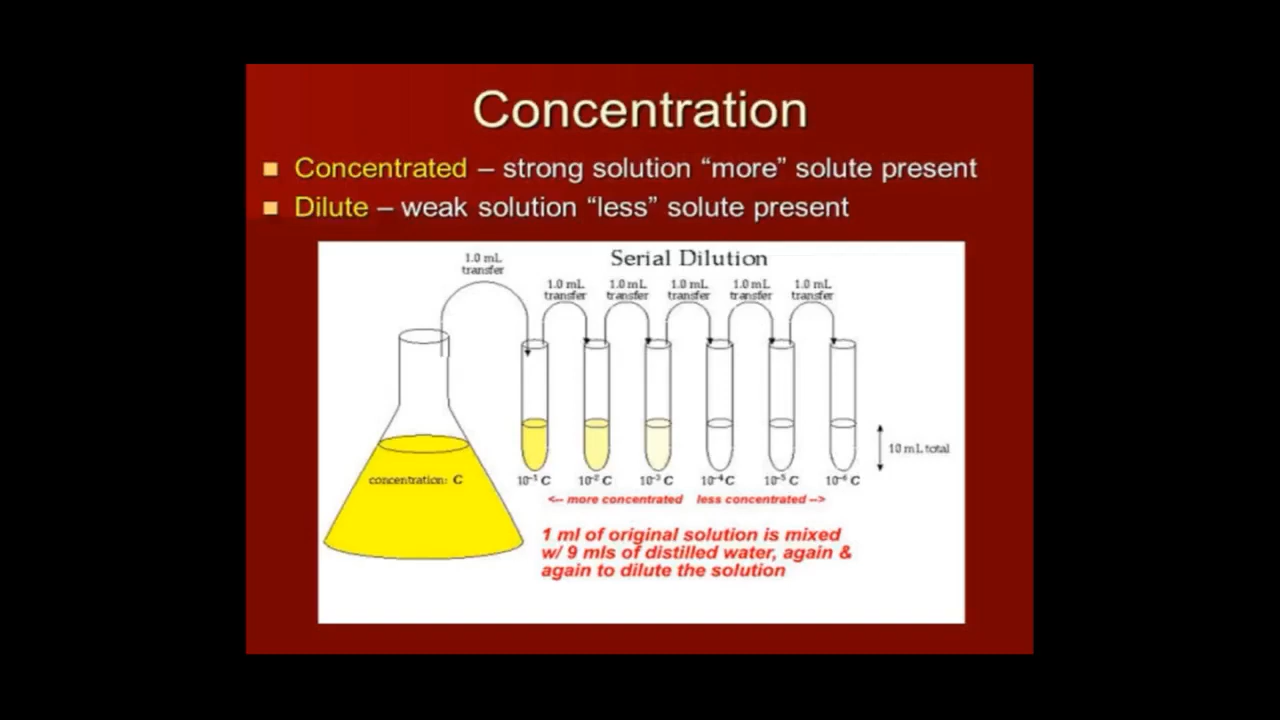 Concentration
Concentrated – strong solution “more” solute present
Dilute – weak solution “less” solute present
Serial Dilution
1.0 mL
transfer
1.0 mL
transfer
1.0 mL
transfer
1.0 mL
transfer
1.0 mL
transfer
1.0 mL
transfer
concentration: C
10 mL total
10⁻¹ C
10⁻² C
10⁻³ C
10⁻⁴ C
10⁻⁵ C
10⁻⁶ C
<-- more concentrated
less concentrated -->
1 ml of original solution is mixed
w/ 9 mls of distilled water, again &
again to dilute the solution